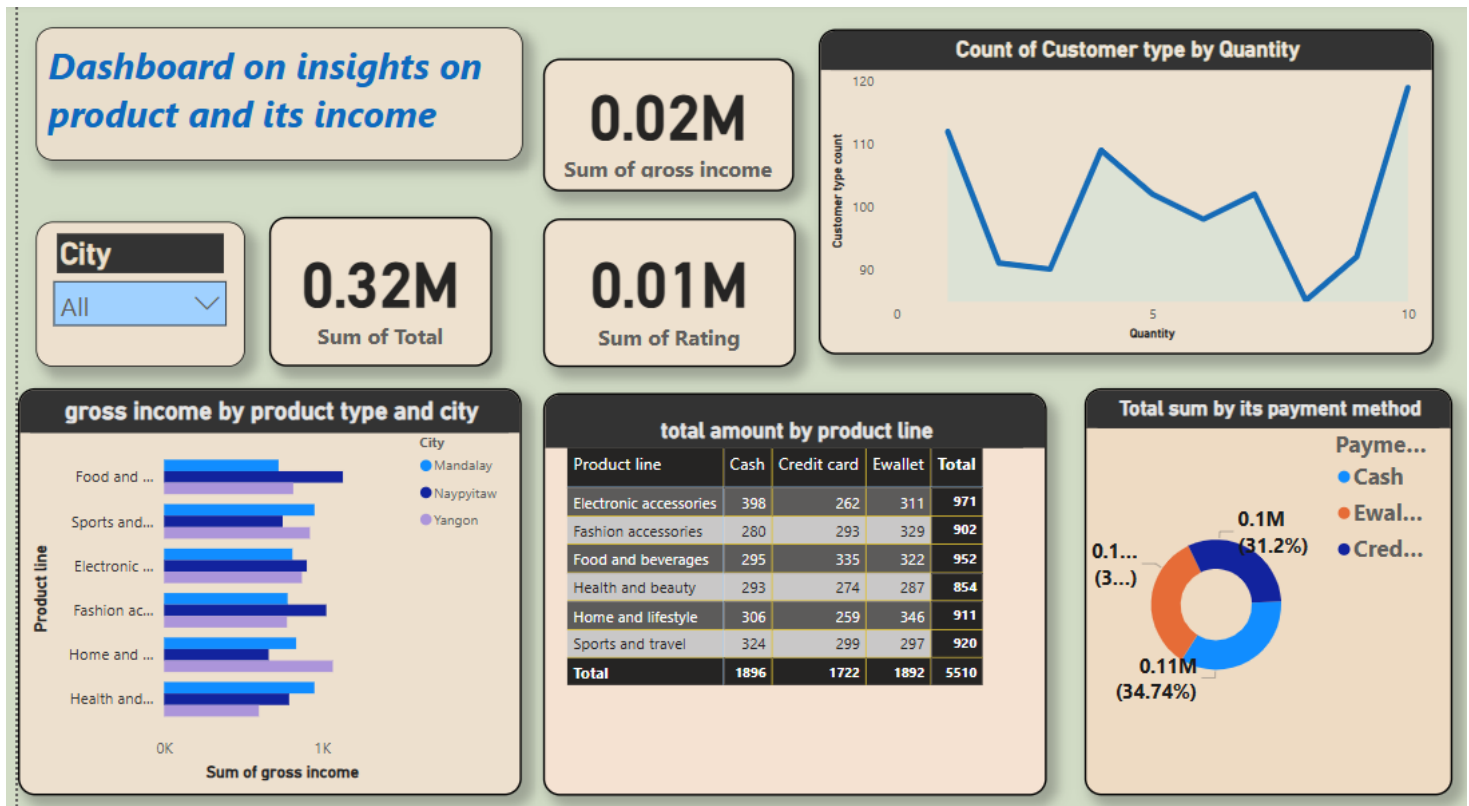 Dashboard on insights on
product and its income
0.02M
Sum of gross income
Count of Customer type by Quantity
120
110
100
90
Customer type count
0
5
10
Quantity
City
All
0.32M
Sum of Total
0.01M
Sum of Rating
gross income by product type and city
City
Mandalay
Naypyitaw
Yangon
Product line
Food and ...
Sports and...
Electronic ...
Fashion ac...
Home and ...
Health and...
0K
1K
Sum of gross income
total amount by product line
Product line Cash Credit card Ewallet Total
Electronic accessories 398 262 311 971
Fashion accessories 280 293 329 902
Food and beverages 295 335 322 952
Health and beauty 293 274 287 854
Home and lifestyle 306 259 346 911
Sports and travel 324 299 297 920
Total 1896 1722 1892 5510
Total sum by its payment method
Payme...
Cash
Ewal...
Cred...
0.1M
(31.2%)
0.1...
(3...)
0.11M
(34.74%)